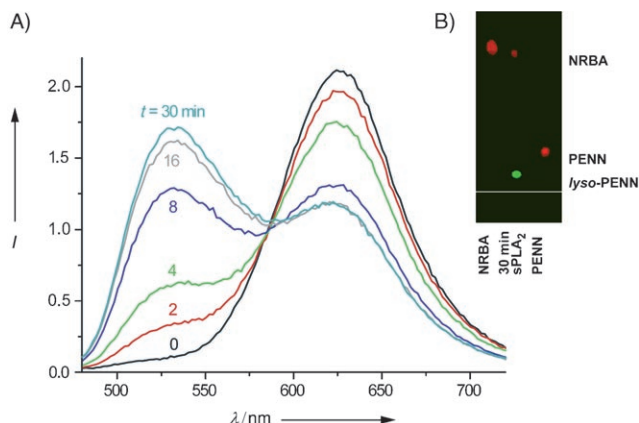 A)
B)
2.0
1.5
1.0
0.5
0.0
I
t = 30 min
16
8
4
2
0
500
550
600
650
700
λ/nm
NRBA
PENN
lyso-PENN
NRBA
30 min
sPLA₂
PENN